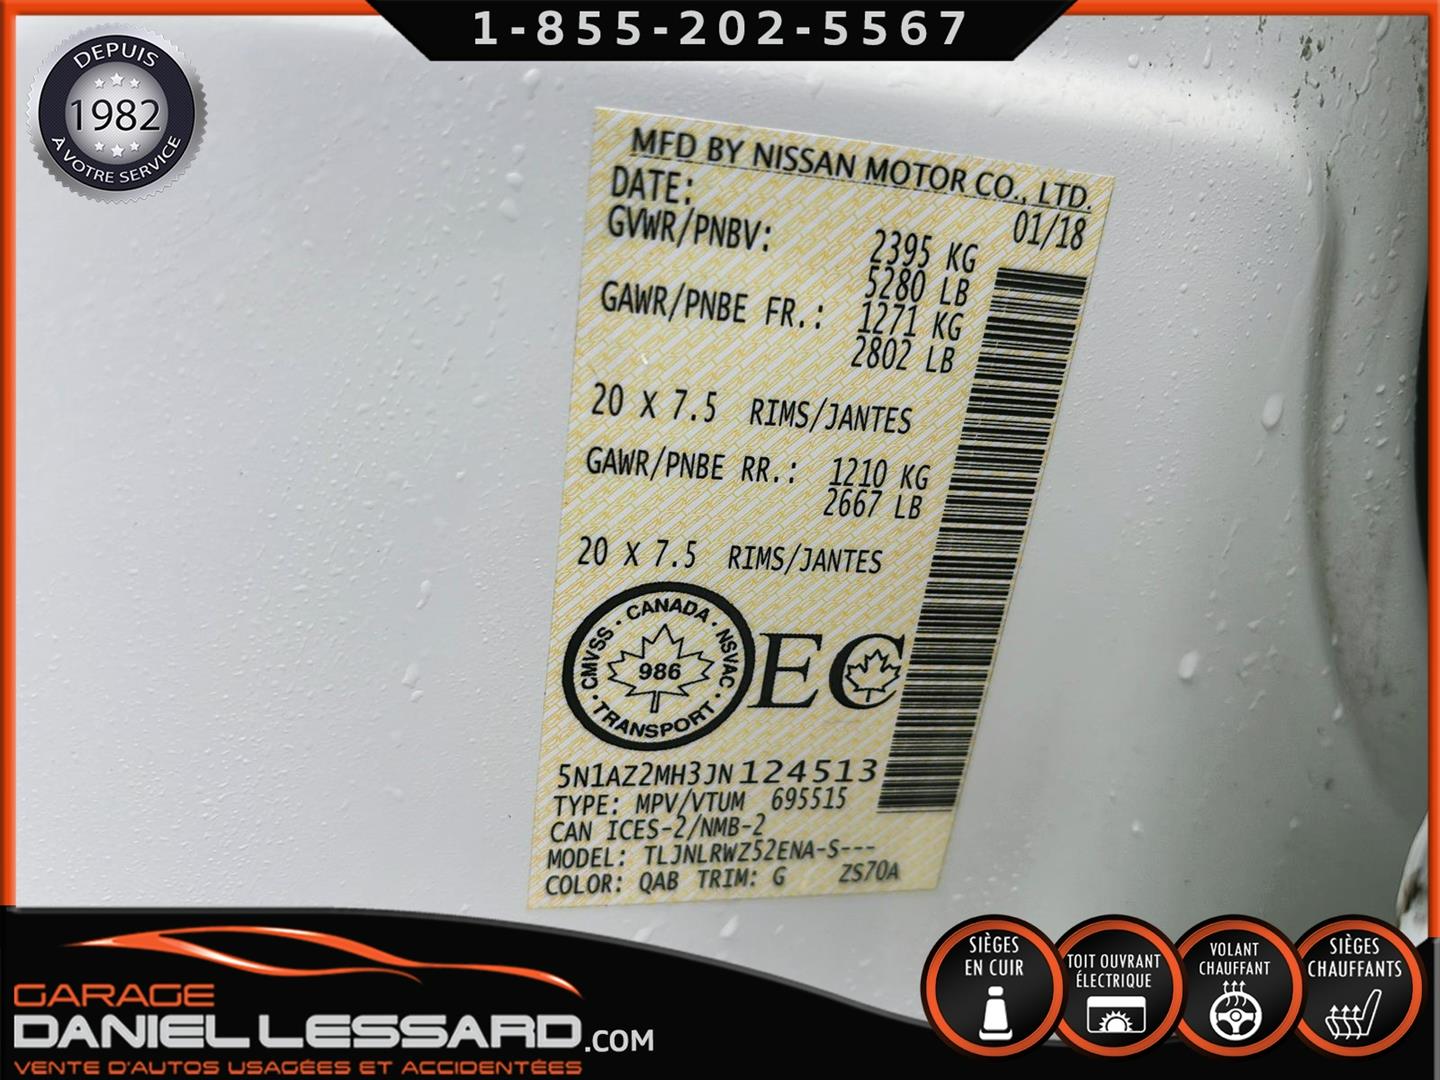 1-855-202-5567
DEPUIS
1982
À VOTRE SERVICE
MFD BY NISSAN MOTOR CO., LTD.
DATE: 01/18
GVWR/PNBV: 2395 KG
5280 LB
GAWR/PNBE FR.: 1271 KG
2802 LB
20 X 7.5 RIMS/JANTES
GAWR/PNBE RR.: 1210 KG
2667 LB
20 X 7.5 RIMS/JANTES
CANADA · NSVAC · TRANSPORT · CMVSS ·
986
EC
5N1AZ2MH3JN124513
TYPE: MPV/VTUM 695515
CAN ICES-2/NMB-2
MODEL: TLJNLRWZ52ENA-S---
COLOR: QAB TRIM: G ZS70A
SIÈGES
EN CUIR
TOIT OUVRANT
ÉLECTRIQUE
VOLANT
CHAUFFANT
SIÈGES
CHAUFFANTS
GARAGE
DANIEL LESSARD.COM
VENTE D'AUTOS USAGÉES ET ACCIDENTÉES